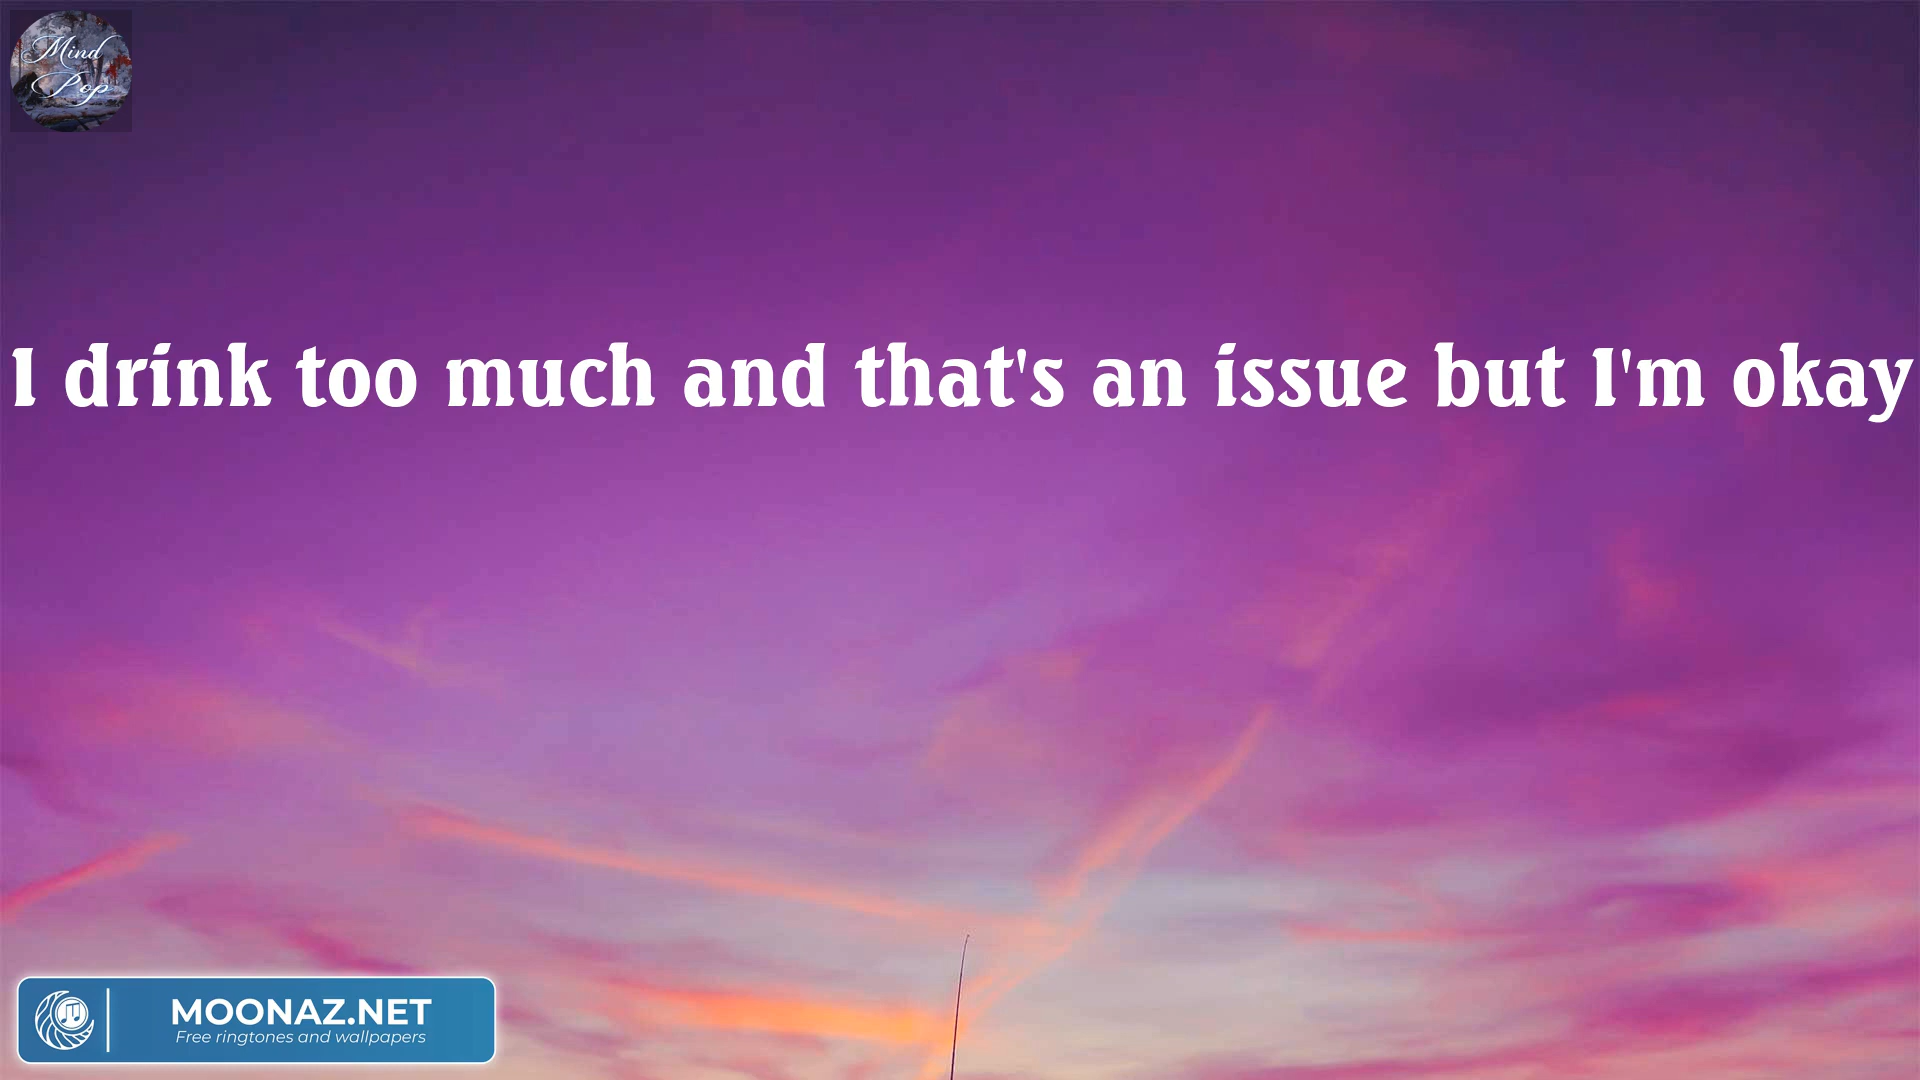 Mind
Pop
I drink too much and that's an issue but I'm okay
MOONAZ.NET
Free ringtones and wallpapers